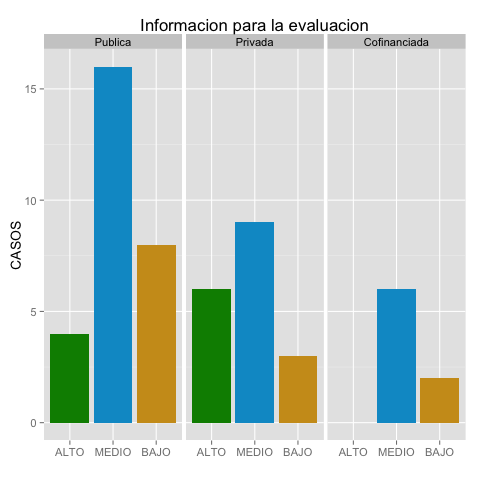 Informacion para la evaluacion
Publica Privada Cofinanciada
CASOS
15
10
5
0
ALTO MEDIO BAJO ALTO MEDIO BAJO ALTO MEDIO BAJO